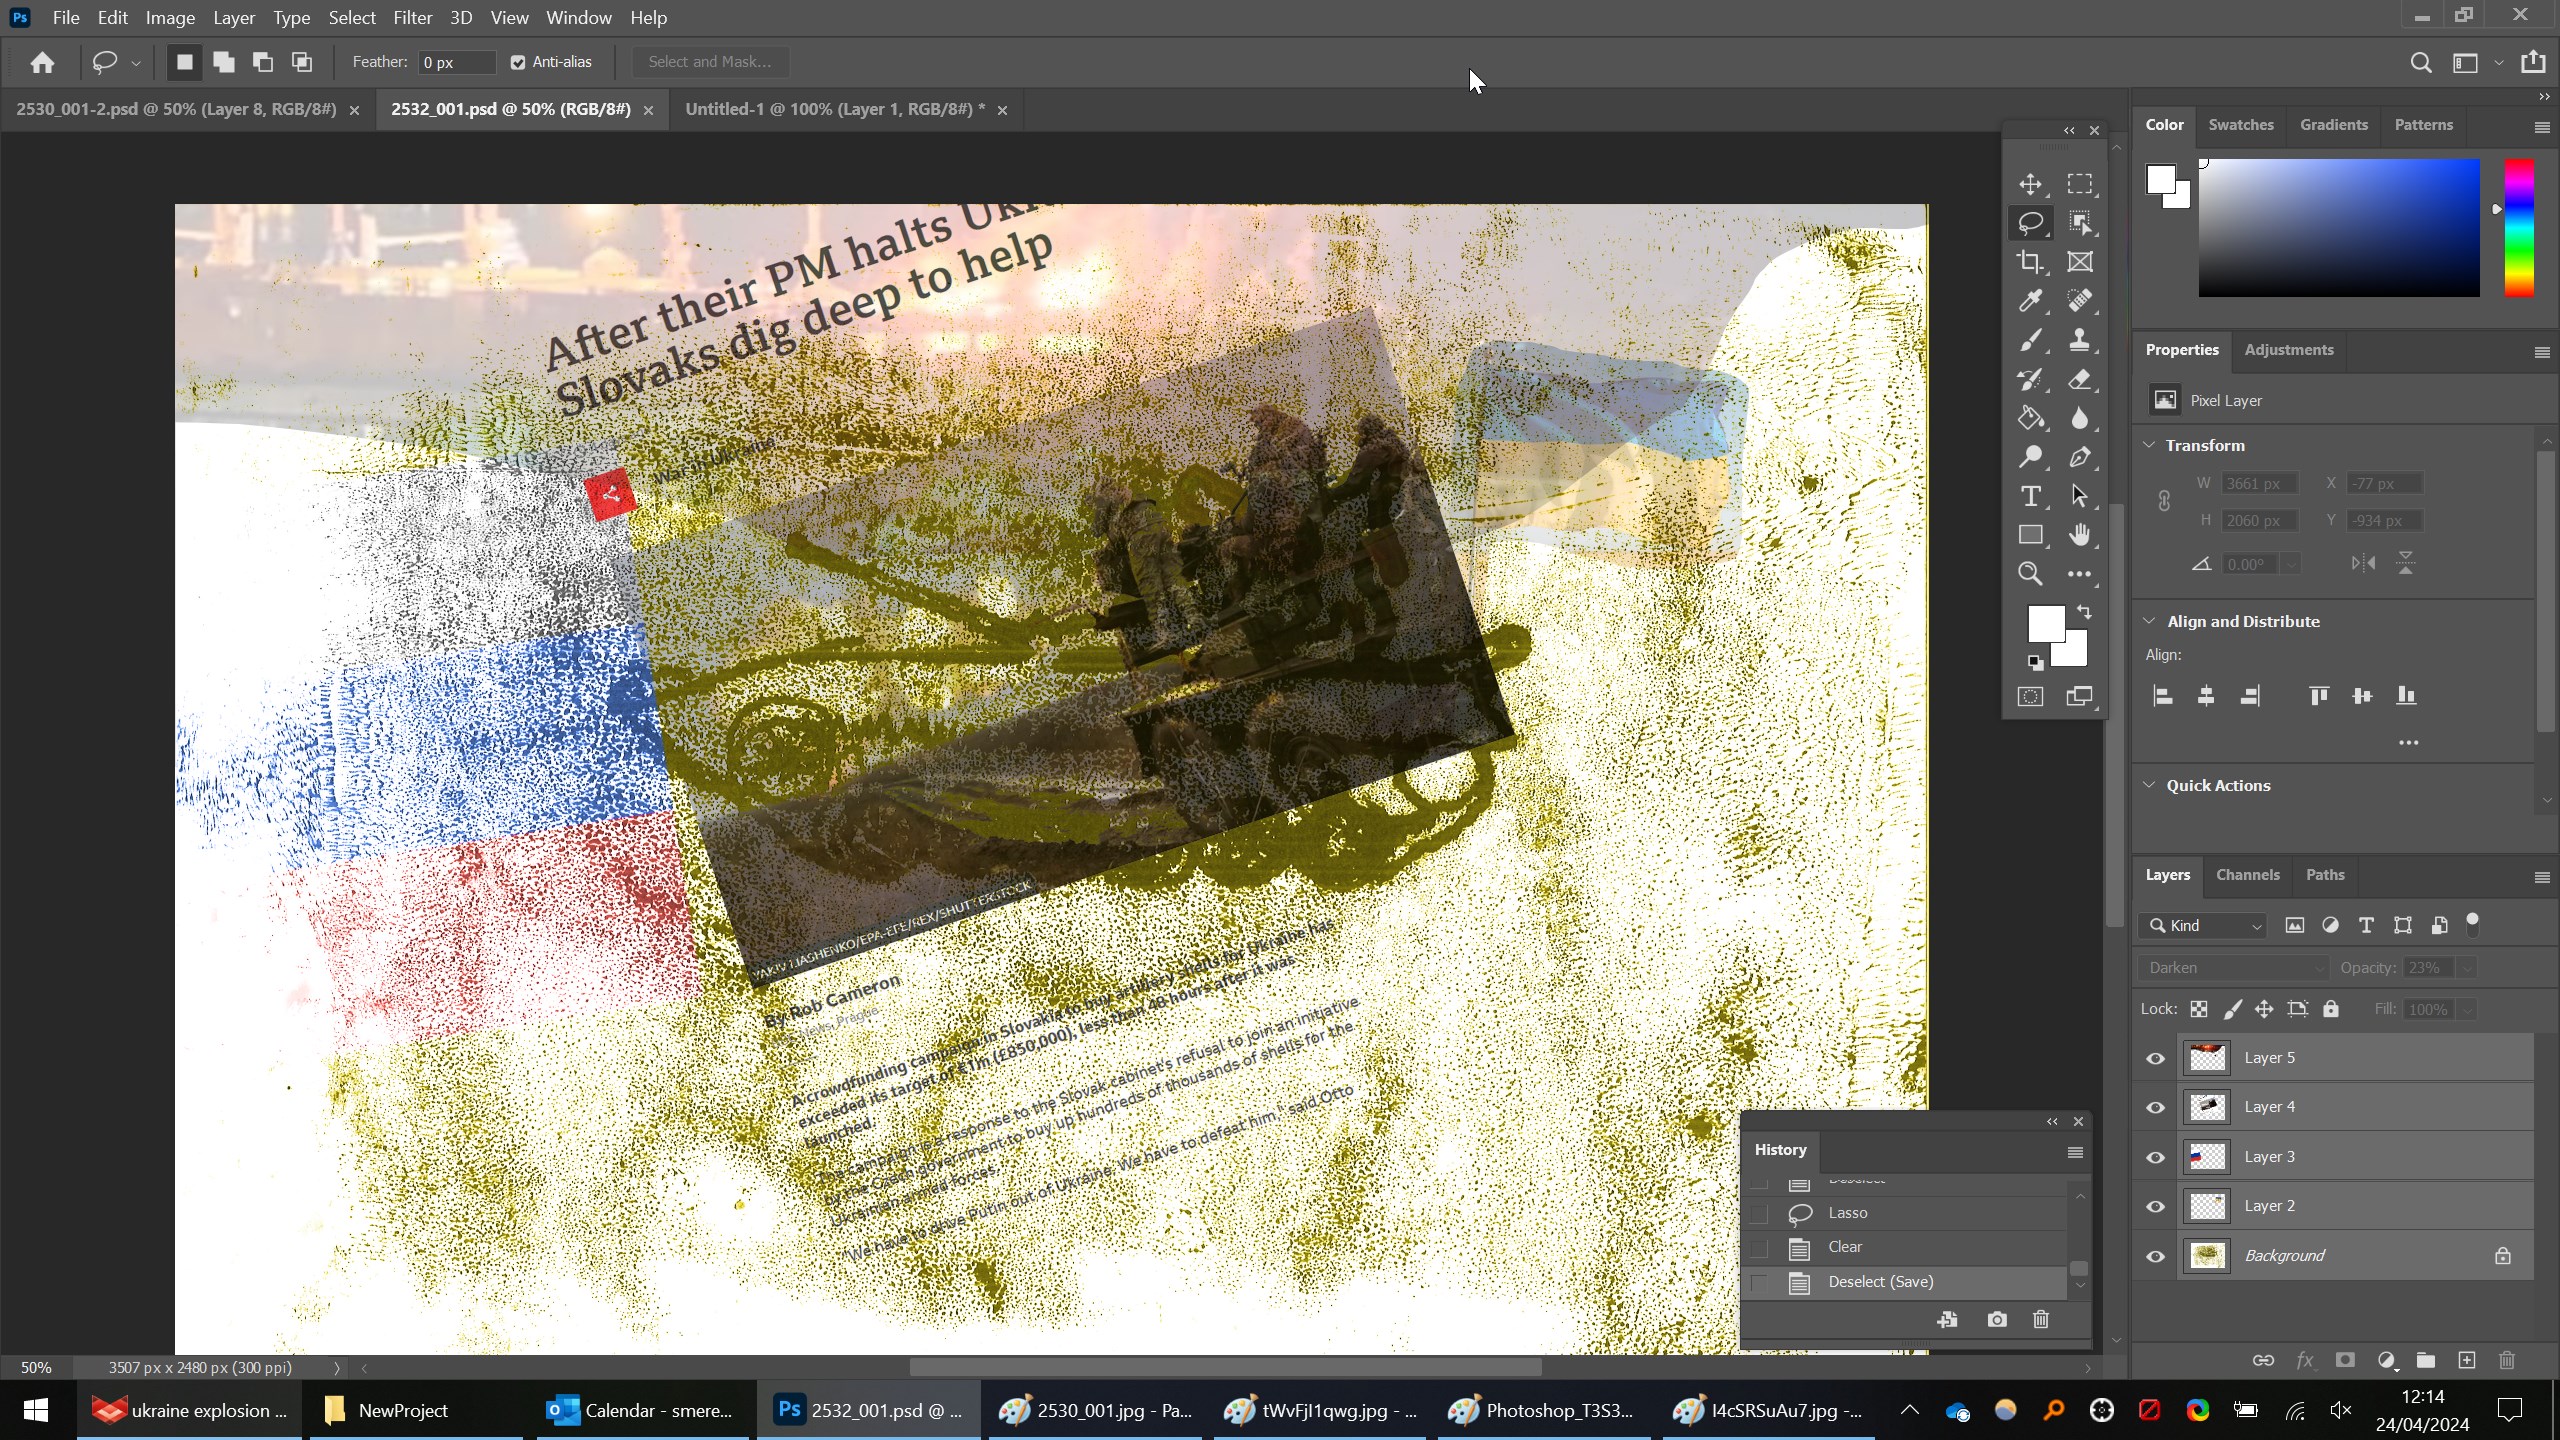 Ps File Edit Image Layer Type Select Filter 3D View Window Help
Feather: 0 px Anti-alias Select and Mask...
2530_001-2.psd @ 50% (Layer 8, RGB/8#) × 2532_001.psd @ 50% (RGB/8#) × Untitled-1 @ 100% (Layer 1, RGB/8#) * ×
Color Swatches Gradients Patterns
Properties Adjustments
Pixel Layer
Transform
W 3661 px X -77 px
H 2060 px Y -934 px
0.00°
Align and Distribute
Align:
Quick Actions
Layers Channels Paths
Kind
Darken Opacity: 23%
Lock: Fill: 100%
Layer 5
Layer 4
Layer 3
Layer 2
Background
After their PM halts
Slovaks dig deep to help
War in Ukraine
By Rob Cameron
News, Prague
A crowdfunding campaign in Slovakia to buy artillery shells for Ukraine has
exceeded its target of €1m (£850,000), less than 48 hours after it was
launched.
The campaign is a response to the Slovak cabinet's refusal to join an initiative
by the Czech government to buy up hundreds of thousands of shells for the
Ukrainian armed forces.
"We have to drive Putin out of Ukraine. We have to defeat him," said Otto
History
Deselect
Lasso
Clear
Deselect (Save)
50% 3507 px x 2480 px (300 ppi)
ukraine explosion ...
NewProject
Calendar - smere...
2532_001.psd @ ...
2530_001.jpg - Pa...
tWvFjl1qwg.jpg - ...
Photoshop_T3S3...
I4cSRSuAu7.jpg -...
12:14
24/04/2024